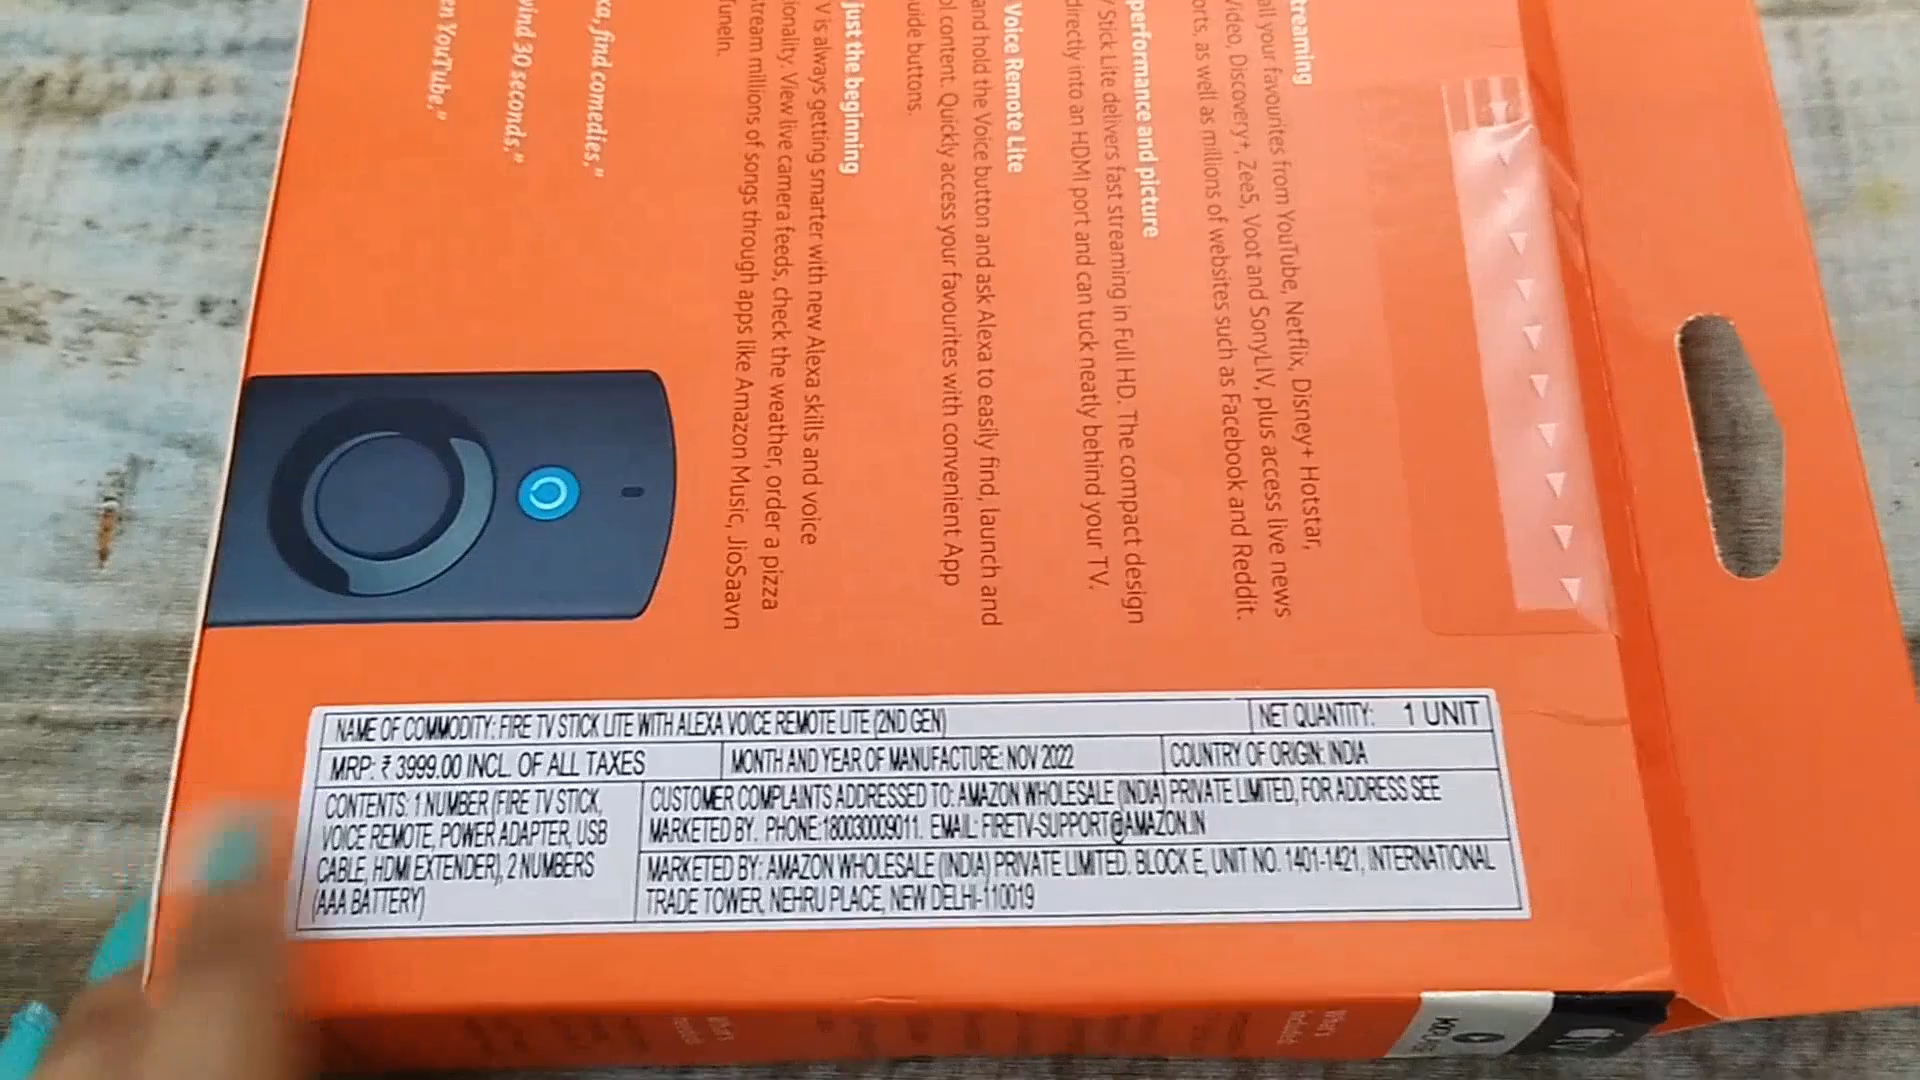 treaming
all your favourites from YouTube, Netflix, Disney+ Hotstar,
Video, Discovery+, Zee5, Voot and SonyLIV, plus access live news
orts, as well as millions of websites such as Facebook and Reddit.
performance and picture
Stick Lite delivers fast streaming in Full HD. The compact design
directly into an HDMI port and can tuck neatly behind your TV.
Voice Remote Lite
and hold the Voice button and ask Alexa to easily find, launch and
ol content. Quickly access your favourites with convenient App
uide buttons.
just the beginning
V is always getting smarter with new Alexa skills and voice
ionality. View live camera feeds, check the weather, order a pizza
tream millions of songs through apps like Amazon Music, JioSaavn
TuneIn.
xa, find comedies,"
wind 30 seconds,"
en YouTube,"
NAME OF COMMODITY: FIRE TV STICK LITE WITH ALEXA VOICE REMOTE LITE (2ND GEN) NET QUANTITY: 1 UNIT
MRP: ₹ 3999.00 INCL. OF ALL TAXES MONTH AND YEAR OF MANUFACTURE: NOV 2022 COUNTRY OF ORIGIN: INDIA
CONTENTS: 1 NUMBER (FIRE TV STICK,
VOICE REMOTE, POWER ADAPTER, USB
CABLE, HDMI EXTENDER), 2 NUMBERS
(AAA BATTERY)
CUSTOMER COMPLAINTS ADDRESSED TO: AMAZON WHOLESALE (INDIA) PRIVATE LIMITED, FOR ADDRESS SEE
MARKETED BY. PHONE:180030009011. EMAIL: FIRETV-SUPPORT@AMAZON.IN
MARKETED BY: AMAZON WHOLESALE (INDIA) PRIVATE LIMITED. BLOCK E, UNIT NO. 1401-1421, INTERNATIONAL
TRADE TOWER, NEHRU PLACE, NEW DELHI-110019